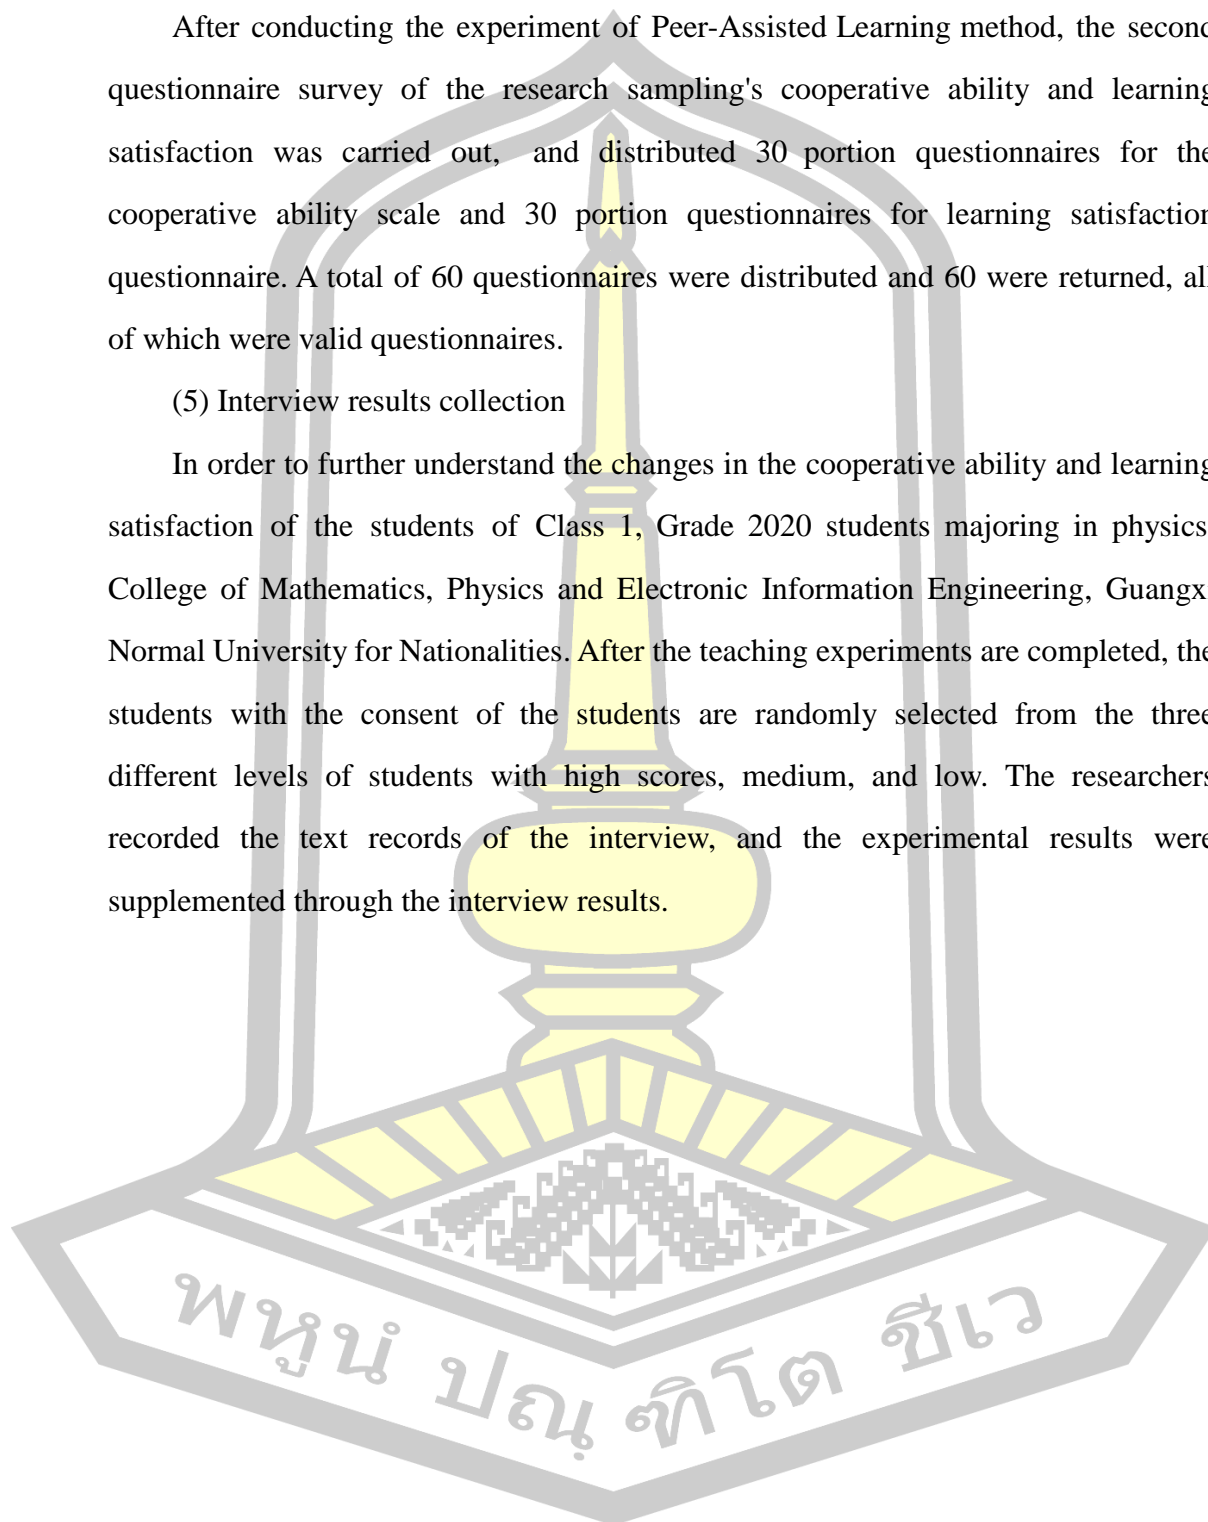 After conducting the experiment of Peer-Assisted Learning method, the second
questionnaire survey of the research sampling's cooperative ability and learning
satisfaction was carried out, and distributed 30 portion questionnaires for the
cooperative ability scale and 30 portion questionnaires for learning satisfaction
questionnaire. A total of 60 questionnaires were distributed and 60 were returned, all
of which were valid questionnaires.
(5) Interview results collection
In order to further understand the changes in the cooperative ability and learning
satisfaction of the students of Class 1, Grade 2020 students majoring in physics
College of Mathematics, Physics and Electronic Information Engineering, Guangxi
Normal University for Nationalities. After the teaching experiments are completed, the
students with the consent of the students are randomly selected from the three
different levels of students with high scores, medium, and low. The researchers
recorded the text records of the interview, and the experimental results were
supplemented through the interview results.
พหูนํ ปณฺฑิโต ชีเว